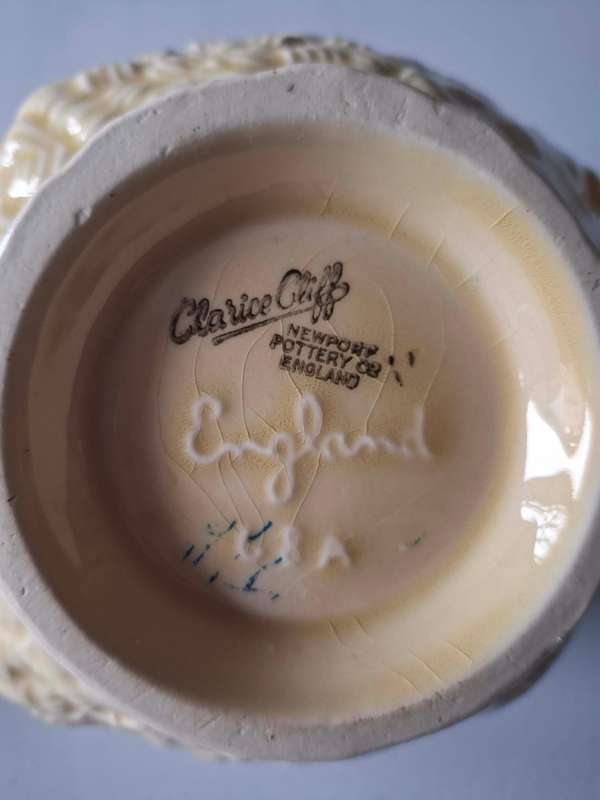 Clarice Cliff
NEWPORT
POTTERY CO
ENGLAND
England